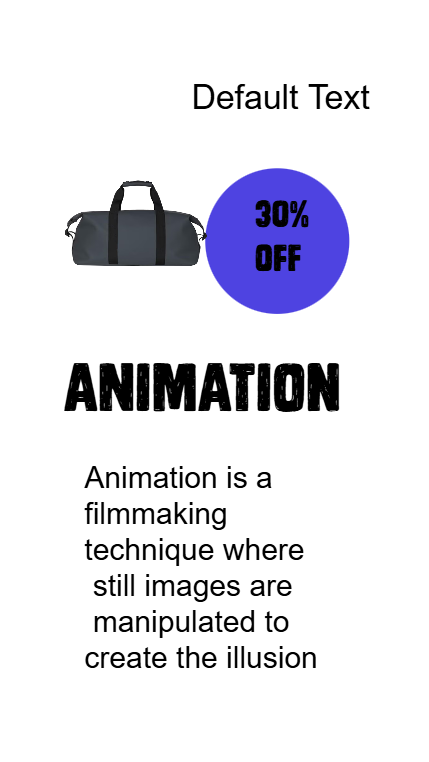 Default Text
30%
OFF
ANIMATION
Animation is a
filmmaking
technique where
still images are
manipulated to
create the illusion